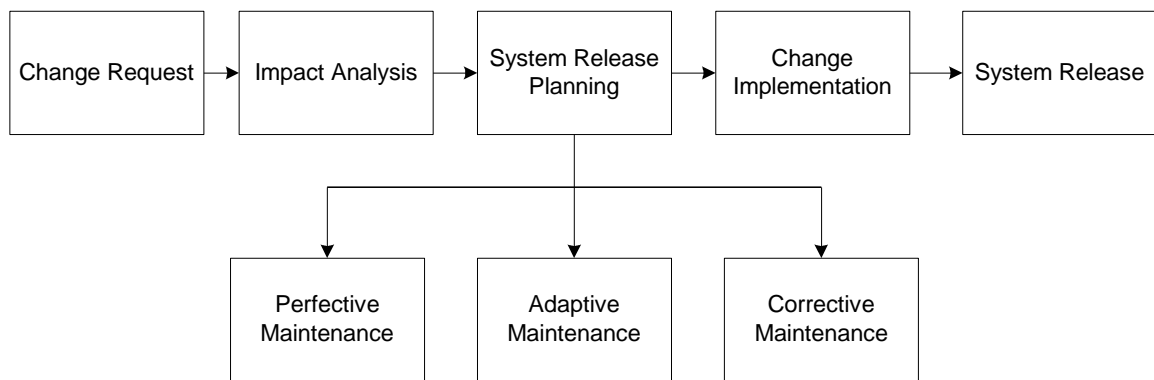 Change Request
Impact Analysis
System Release
Planning
Change
Implementation
System Release
Perfective
Maintenance
Adaptive
Maintenance
Corrective
Maintenance